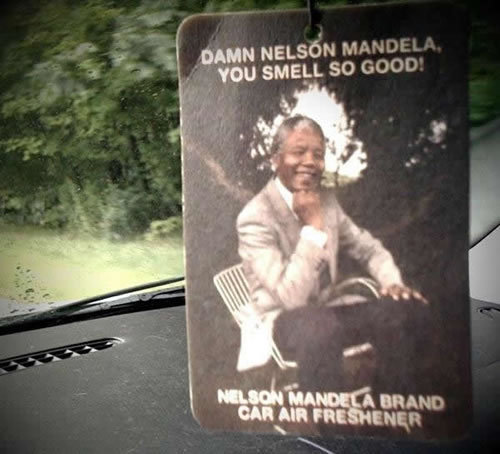 DAMN NELSON MANDELA,
YOU SMELL SO GOOD!
NELSON MANDELA BRAND
CAR AIR FRESHENER